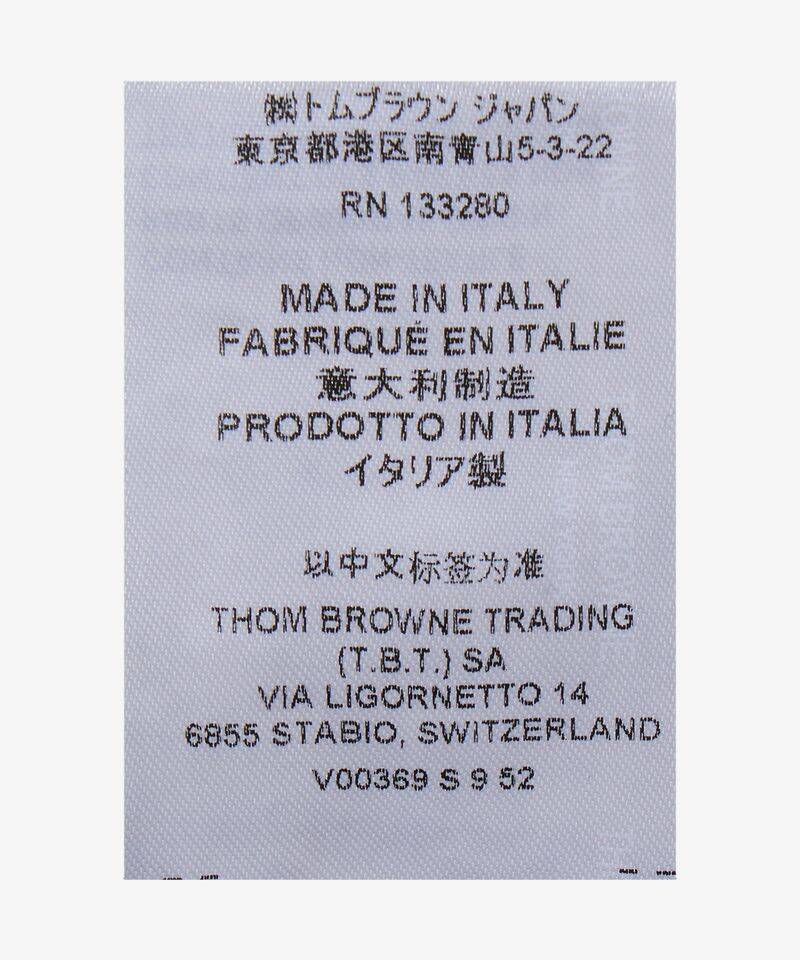 ㈱トムブラウン ジャパン
東京都港区南青山5-3-22
RN 133280
MADE IN ITALY
FABRIQUÉ EN ITALIE
意大利制造
PRODOTTO IN ITALIA
イタリア製
以中文标签为准
THOM BROWNE TRADING
(T.B.T.) SA
VIA LIGORNETTO 14
6855 STABIO, SWITZERLAND
V00369 S 9 52